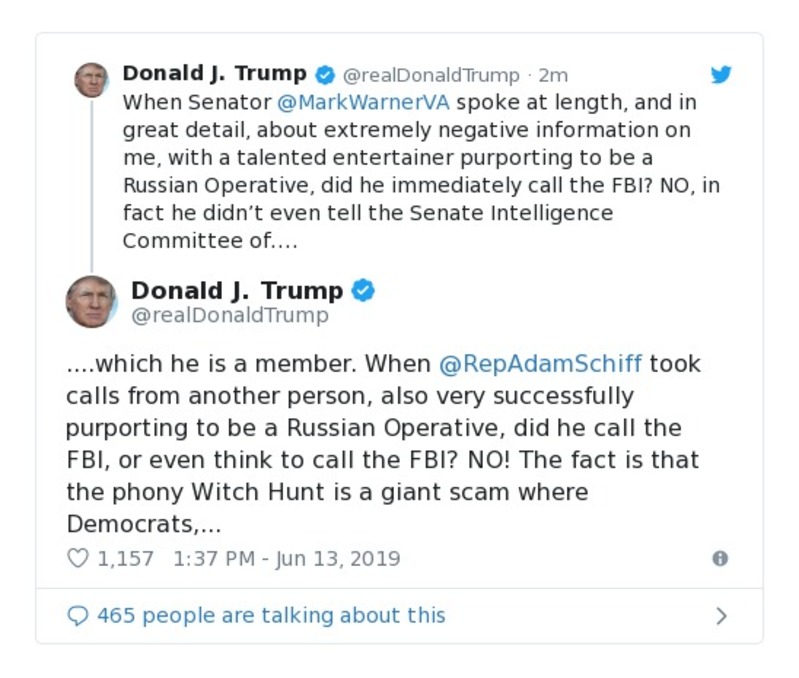 Donald J. Trump @realDonaldTrump · 2m
When Senator @MarkWarnerVA spoke at length, and in
great detail, about extremely negative information on
me, with a talented entertainer purporting to be a
Russian Operative, did he immediately call the FBI? NO, in
fact he didn’t even tell the Senate Intelligence
Committee of....
Donald J. Trump
@realDonaldTrump
....which he is a member. When @RepAdamSchiff took
calls from another person, also very successfully
purporting to be a Russian Operative, did he call the
FBI, or even think to call the FBI? NO! The fact is that
the phony Witch Hunt is a giant scam where
Democrats,...
1,157 1:37 PM - Jun 13, 2019
465 people are talking about this